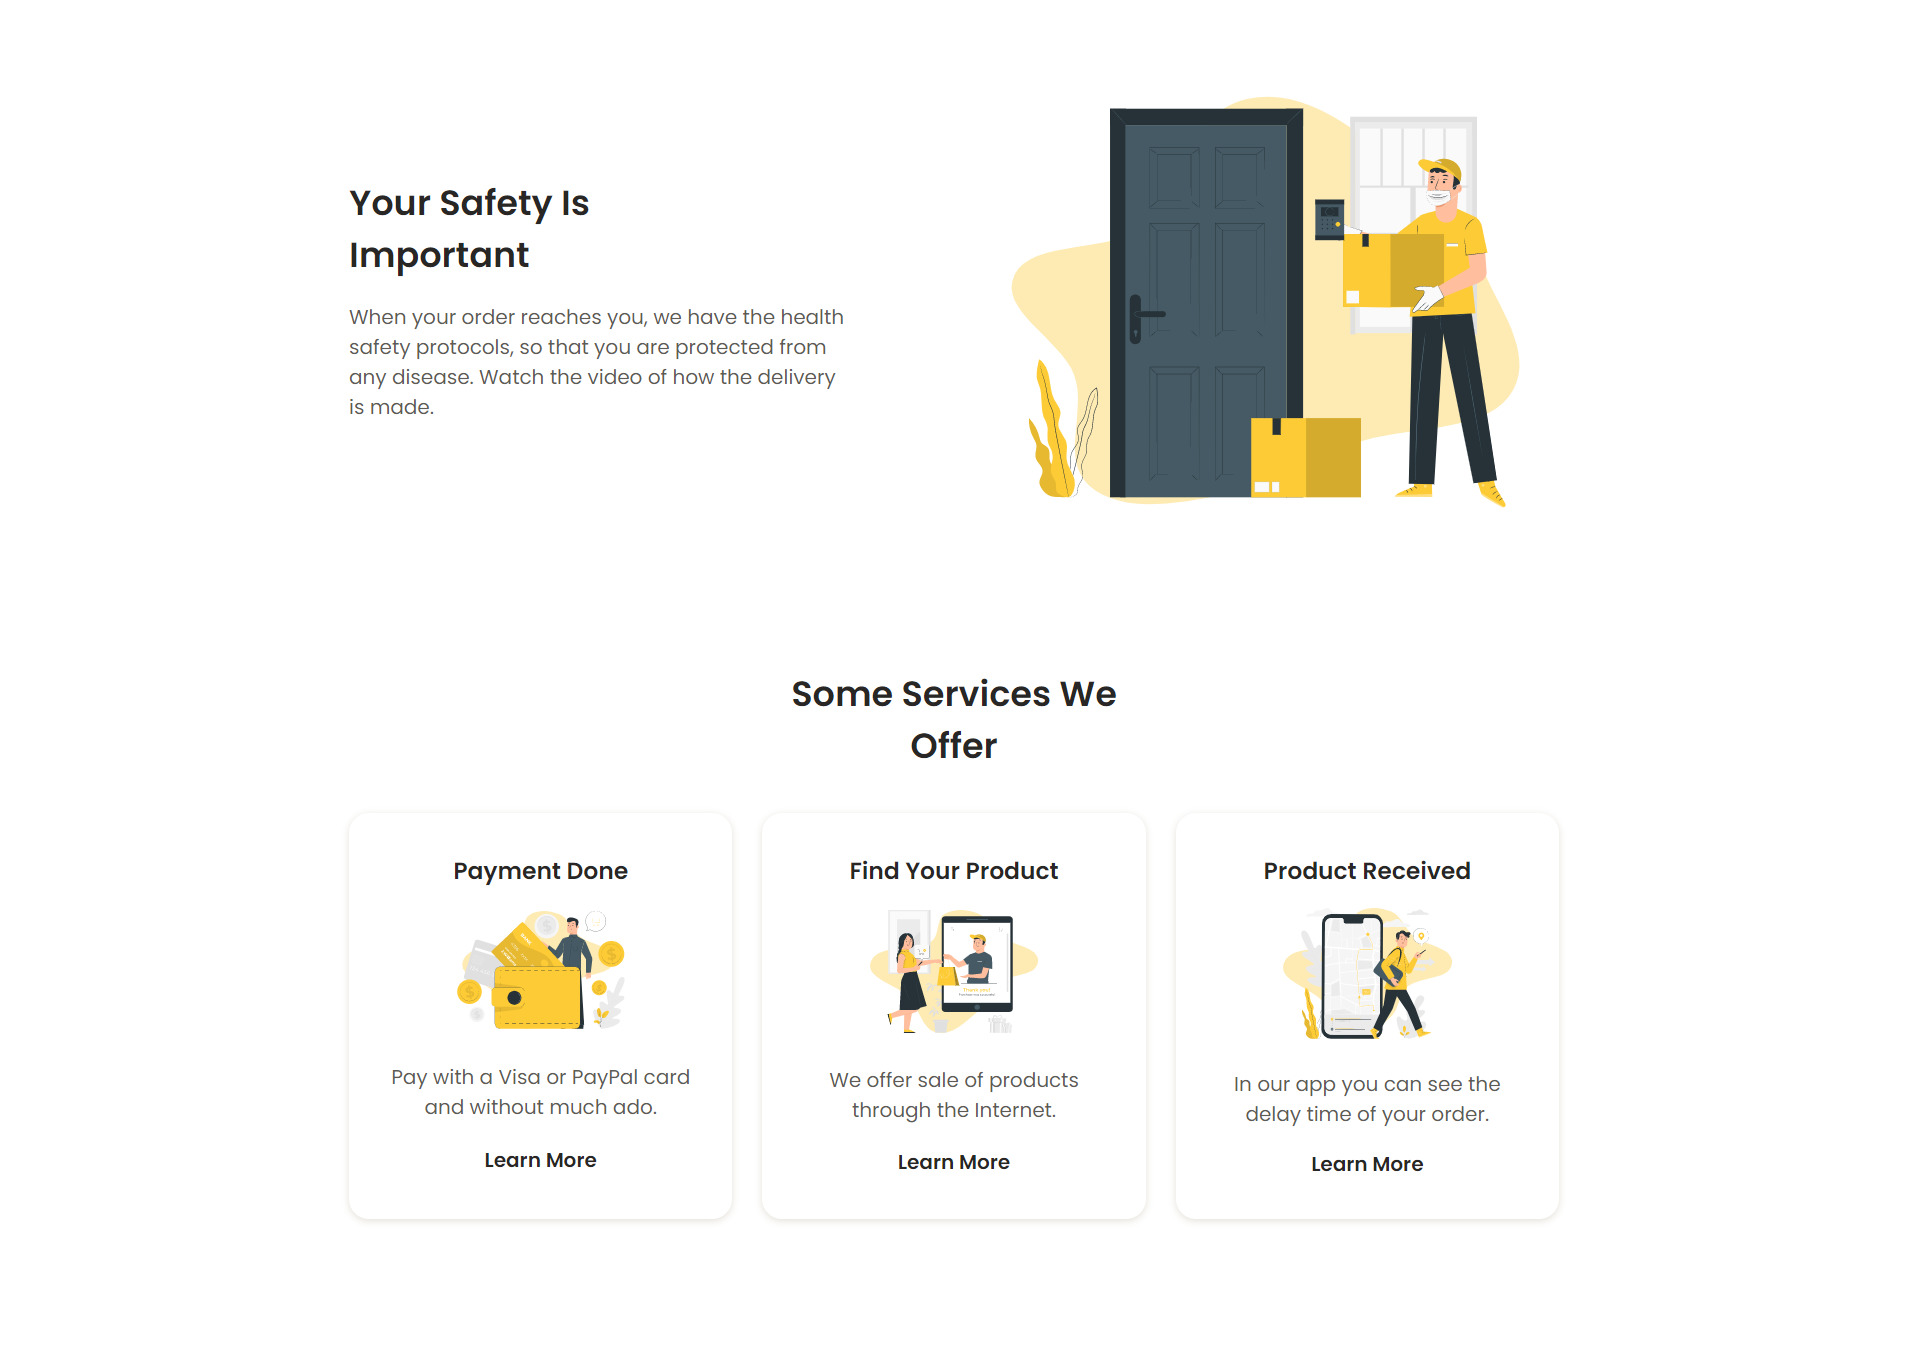 Your Safety Is
Important
When your order reaches you, we have the health
safety protocols, so that you are protected from
any disease. Watch the video of how the delivery
is made.
Some Services We
Offer
Payment Done
Pay with a Visa or PayPal card
and without much ado.
Learn More
Find Your Product
Thank you!
We offer sale of products
through the Internet.
Learn More
Product Received
In our app you can see the
delay time of your order.
Learn More